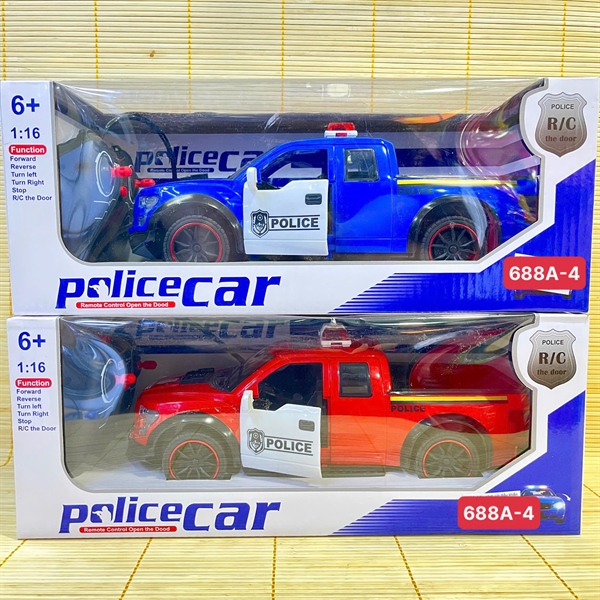 6+
1:16
Function
Forward
Reverse
Turn left
Turn Right
Stop
R/C the Door
policecar
POLICE
R/C
the door
POLICE
policecar
Remote Control Open the Dood
688A-4
6+
1:16
Function
Forward
Reverse
Turn left
Turn Right
Stop
R/C the Door
policecar
POLICE
R/C
the door
POLICE
POLICE
policecar
Remote Control Open the Dood
688A-4